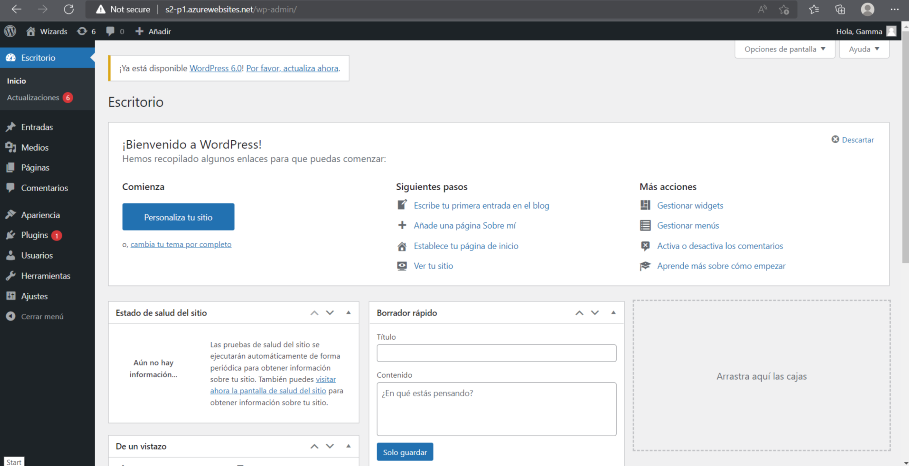 Not secure | s2-p1.azurewebsites.net/wp-admin/
Wizards 6 0 + Añadir Hola, Gamma
Opciones de pantalla Ayuda
Escritorio
Inicio
Actualizaciones 6
Entradas
Medios
Páginas
Comentarios
Apariencia
Plugins 1
Usuarios
Herramientas
Ajustes
Cerrar menú
¡Ya está disponible WordPress 6.0! Por favor, actualiza ahora.
Escritorio
¡Bienvenido a WordPress!
Descartar
Hemos recopilado algunos enlaces para que puedas comenzar:
Comienza
Personaliza tu sitio
o, cambia tu tema por completo
Siguientes pasos
Escribe tu primera entrada en el blog
Añade una página Sobre mí
Establece tu página de inicio
Ver tu sitio
Más acciones
Gestionar widgets
Gestionar menús
Activa o desactiva los comentarios
Aprende más sobre cómo empezar
Estado de salud del sitio
Aún no hay
información...
Las pruebas de salud del sitio se
ejecutarán automáticamente de forma
periódica para obtener información
sobre tu sitio. También puedes visitar
ahora la pantalla de salud del sitio para
obtener información sobre tu sitio.
De un vistazo
Borrador rápido
Título
Contenido
¿En qué estás pensando?
Solo guardar
Arrastra aquí las cajas
Start